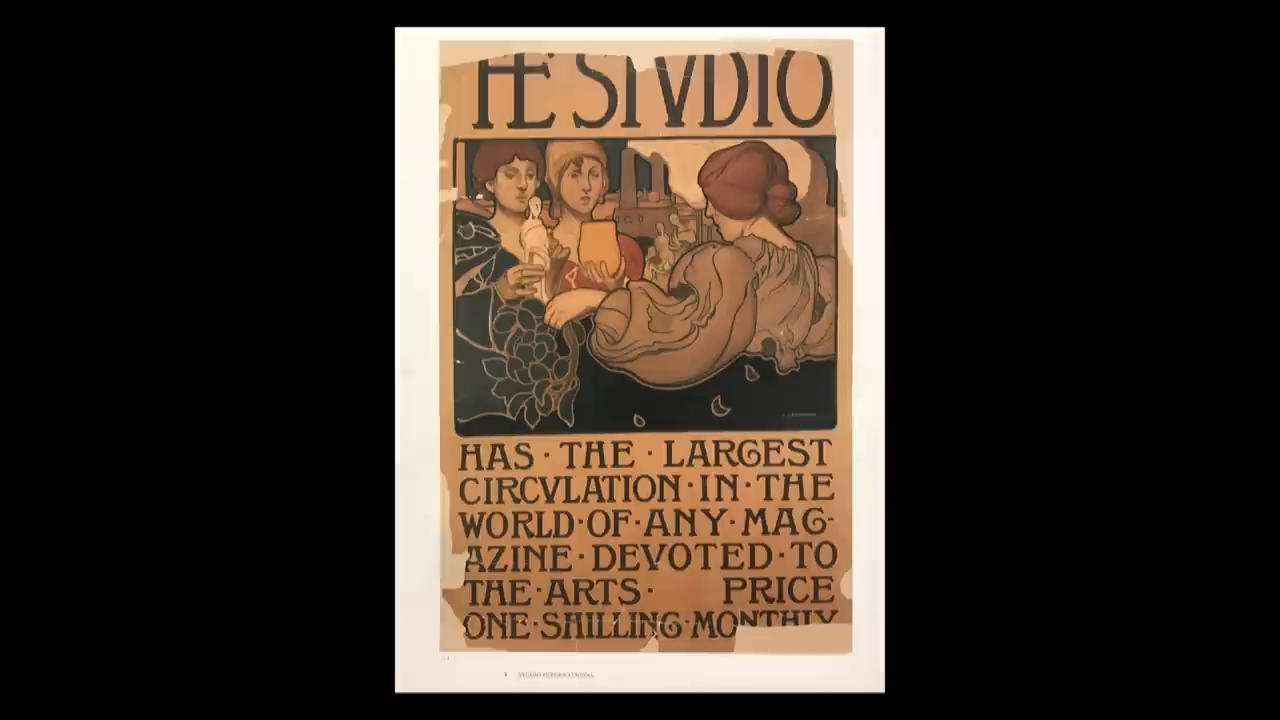 HE STVDIO
HAS · THE · LARGEST
CIRCVLATION · IN · THE
WORLD · OF · ANY · MAG-
AZINE · DEVOTED · TO
THE · ARTS · PRICE
ONE · SHILLING · MONTHLY